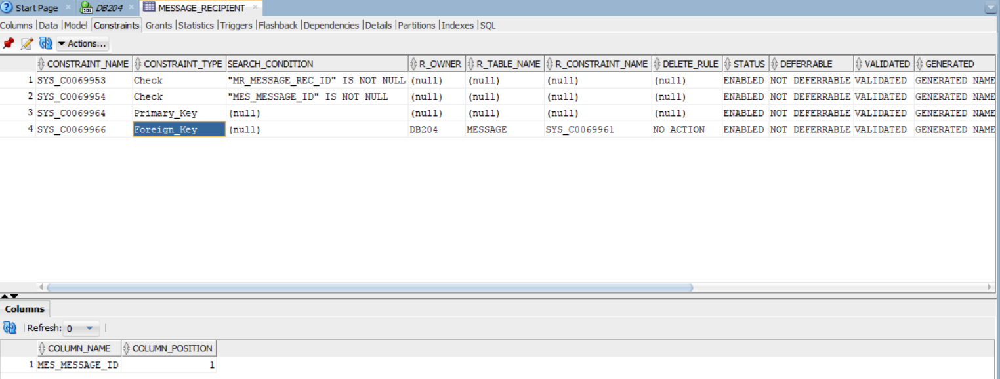 Start Page DB204 MESSAGE_RECIPIENT
Columns Data Model Constraints Grants Statistics Triggers Flashback Dependencies Details Partitions Indexes SQL
Actions...
CONSTRAINT_NAME CONSTRAINT_TYPE SEARCH_CONDITION R_OWNER R_TABLE_NAME R_CONSTRAINT_NAME DELETE_RULE STATUS DEFERRABLE VALIDATED GENERATED
1 SYS_C0069953 Check "MR_MESSAGE_REC_ID" IS NOT NULL (null) (null) (null) (null) ENABLED NOT DEFERRABLE VALIDATED GENERATED NAME
2 SYS_C0069954 Check "MES_MESSAGE_ID" IS NOT NULL (null) (null) (null) (null) ENABLED NOT DEFERRABLE VALIDATED GENERATED NAME
3 SYS_C0069964 Primary_Key (null) (null) (null) (null) (null) ENABLED NOT DEFERRABLE VALIDATED GENERATED NAME
4 SYS_C0069966 Foreign_Key (null) DB204 MESSAGE SYS_C0069961 NO ACTION ENABLED NOT DEFERRABLE VALIDATED GENERATED NAME
Columns
Refresh: 0
COLUMN_NAME COLUMN_POSITION
1 MES_MESSAGE_ID 1